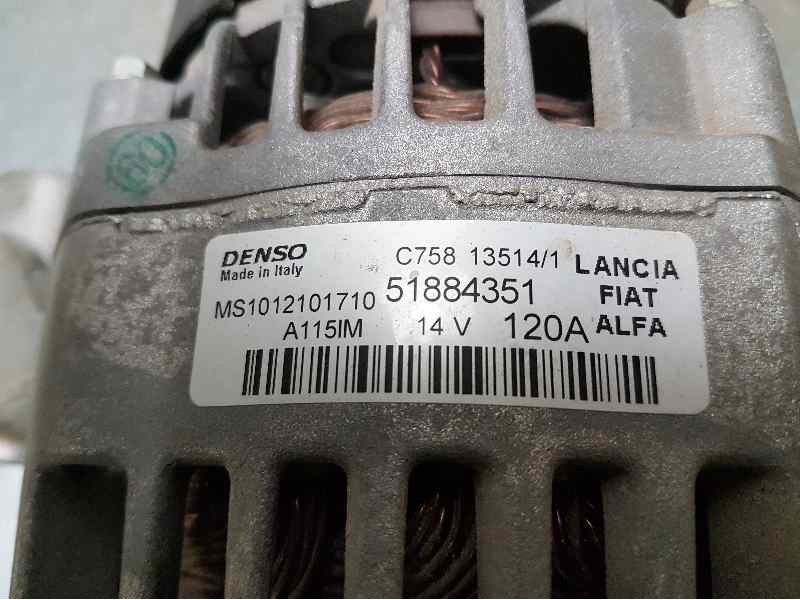 DENSO
Made in Italy
C758 13514/1
LANCIA
MS1012101710
51884351
FIAT
A115IM
14 V
120A
ALFA